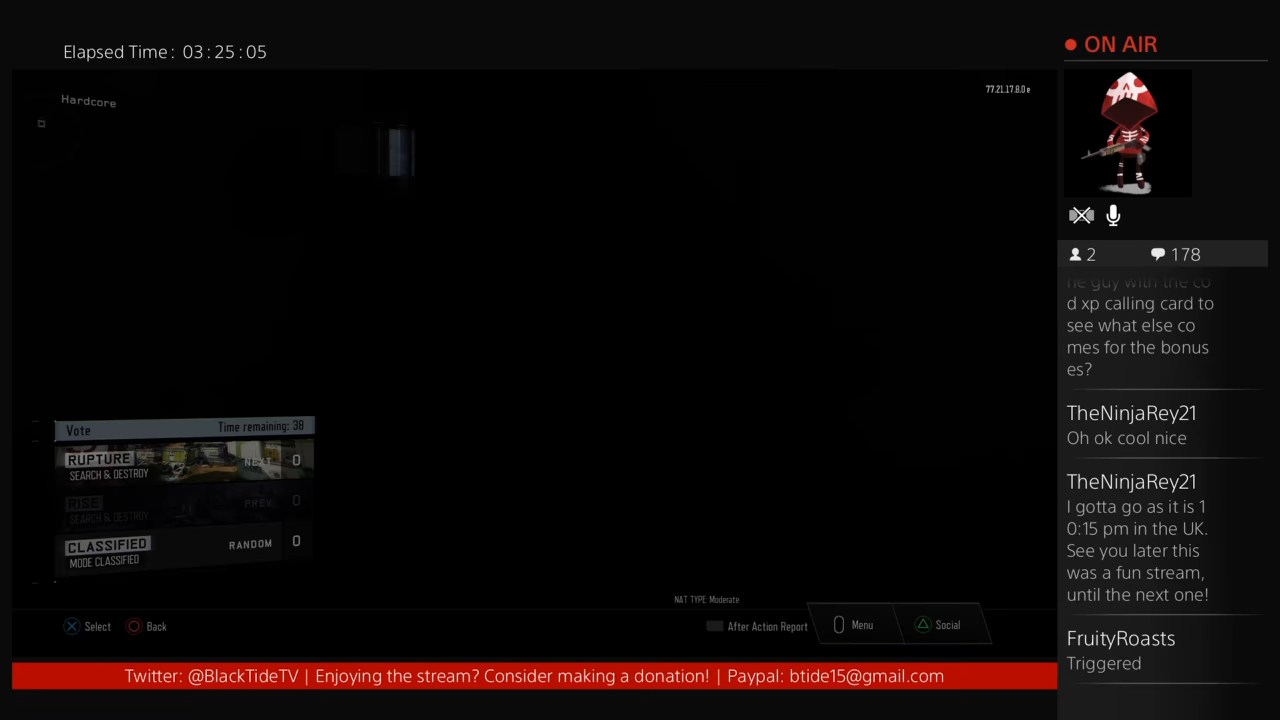 Elapsed Time: 03:25:05
ON AIR
Hardcore
77.21.17.8.0 e
2
178
he guy with the co
d xp calling card to
see what else co
mes for the bonus
es?
TheNinjaRey21
Oh ok cool nice
TheNinjaRey21
I gotta go as it is 1
0:15 pm in the UK.
See you later this
was a fun stream,
until the next one!
FruityRoasts
Triggered
Vote
Time remaining: 38
RUPTURE
NEXT
0
SEARCH & DESTROY
RISE
PREV
0
SEARCH & DESTROY
CLASSIFIED
RANDOM
0
MODE CLASSIFIED
NAT TYPE: Moderate
Select
Back
After Action Report
Menu
Social
Twitter: @BlackTideTV | Enjoying the stream? Consider making a donation! | Paypal: btide15@gmail.com